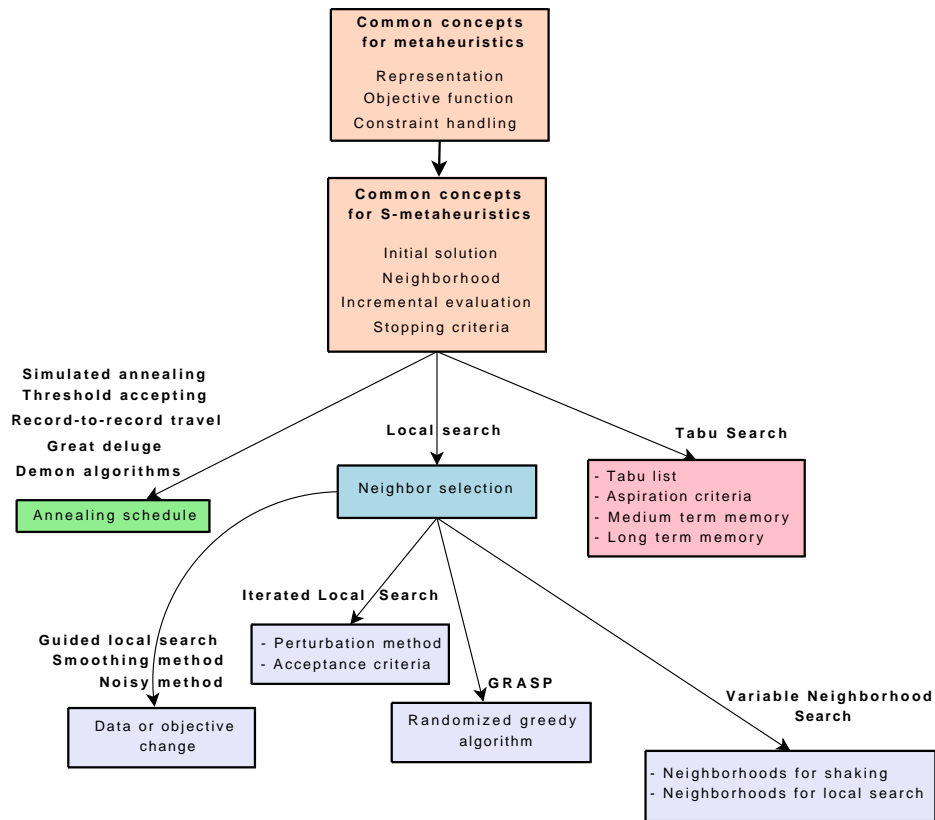 Common concepts
for metaheuristics
Representation
Objective function
Constraint handling
Common concepts
for S-metaheuristics
Initial solution
Neighborhood
Incremental evaluation
Stopping criteria
Simulated annealing
Threshold accepting
Record-to-record travel
Great deluge
Demon algorithms
Annealing schedule
Local search
Neighbor selection
Tabu Search
- Tabu list
- Aspiration criteria
- Medium term memory
- Long term memory
Guided local search
Smoothing method
Noisy method
Data or objective
change
Iterated Local Search
- Perturbation method
- Acceptance criteria
GRASP
Randomized greedy
algorithm
Variable Neighborhood
Search
- Neighborhoods for shaking
- Neighborhoods for local search